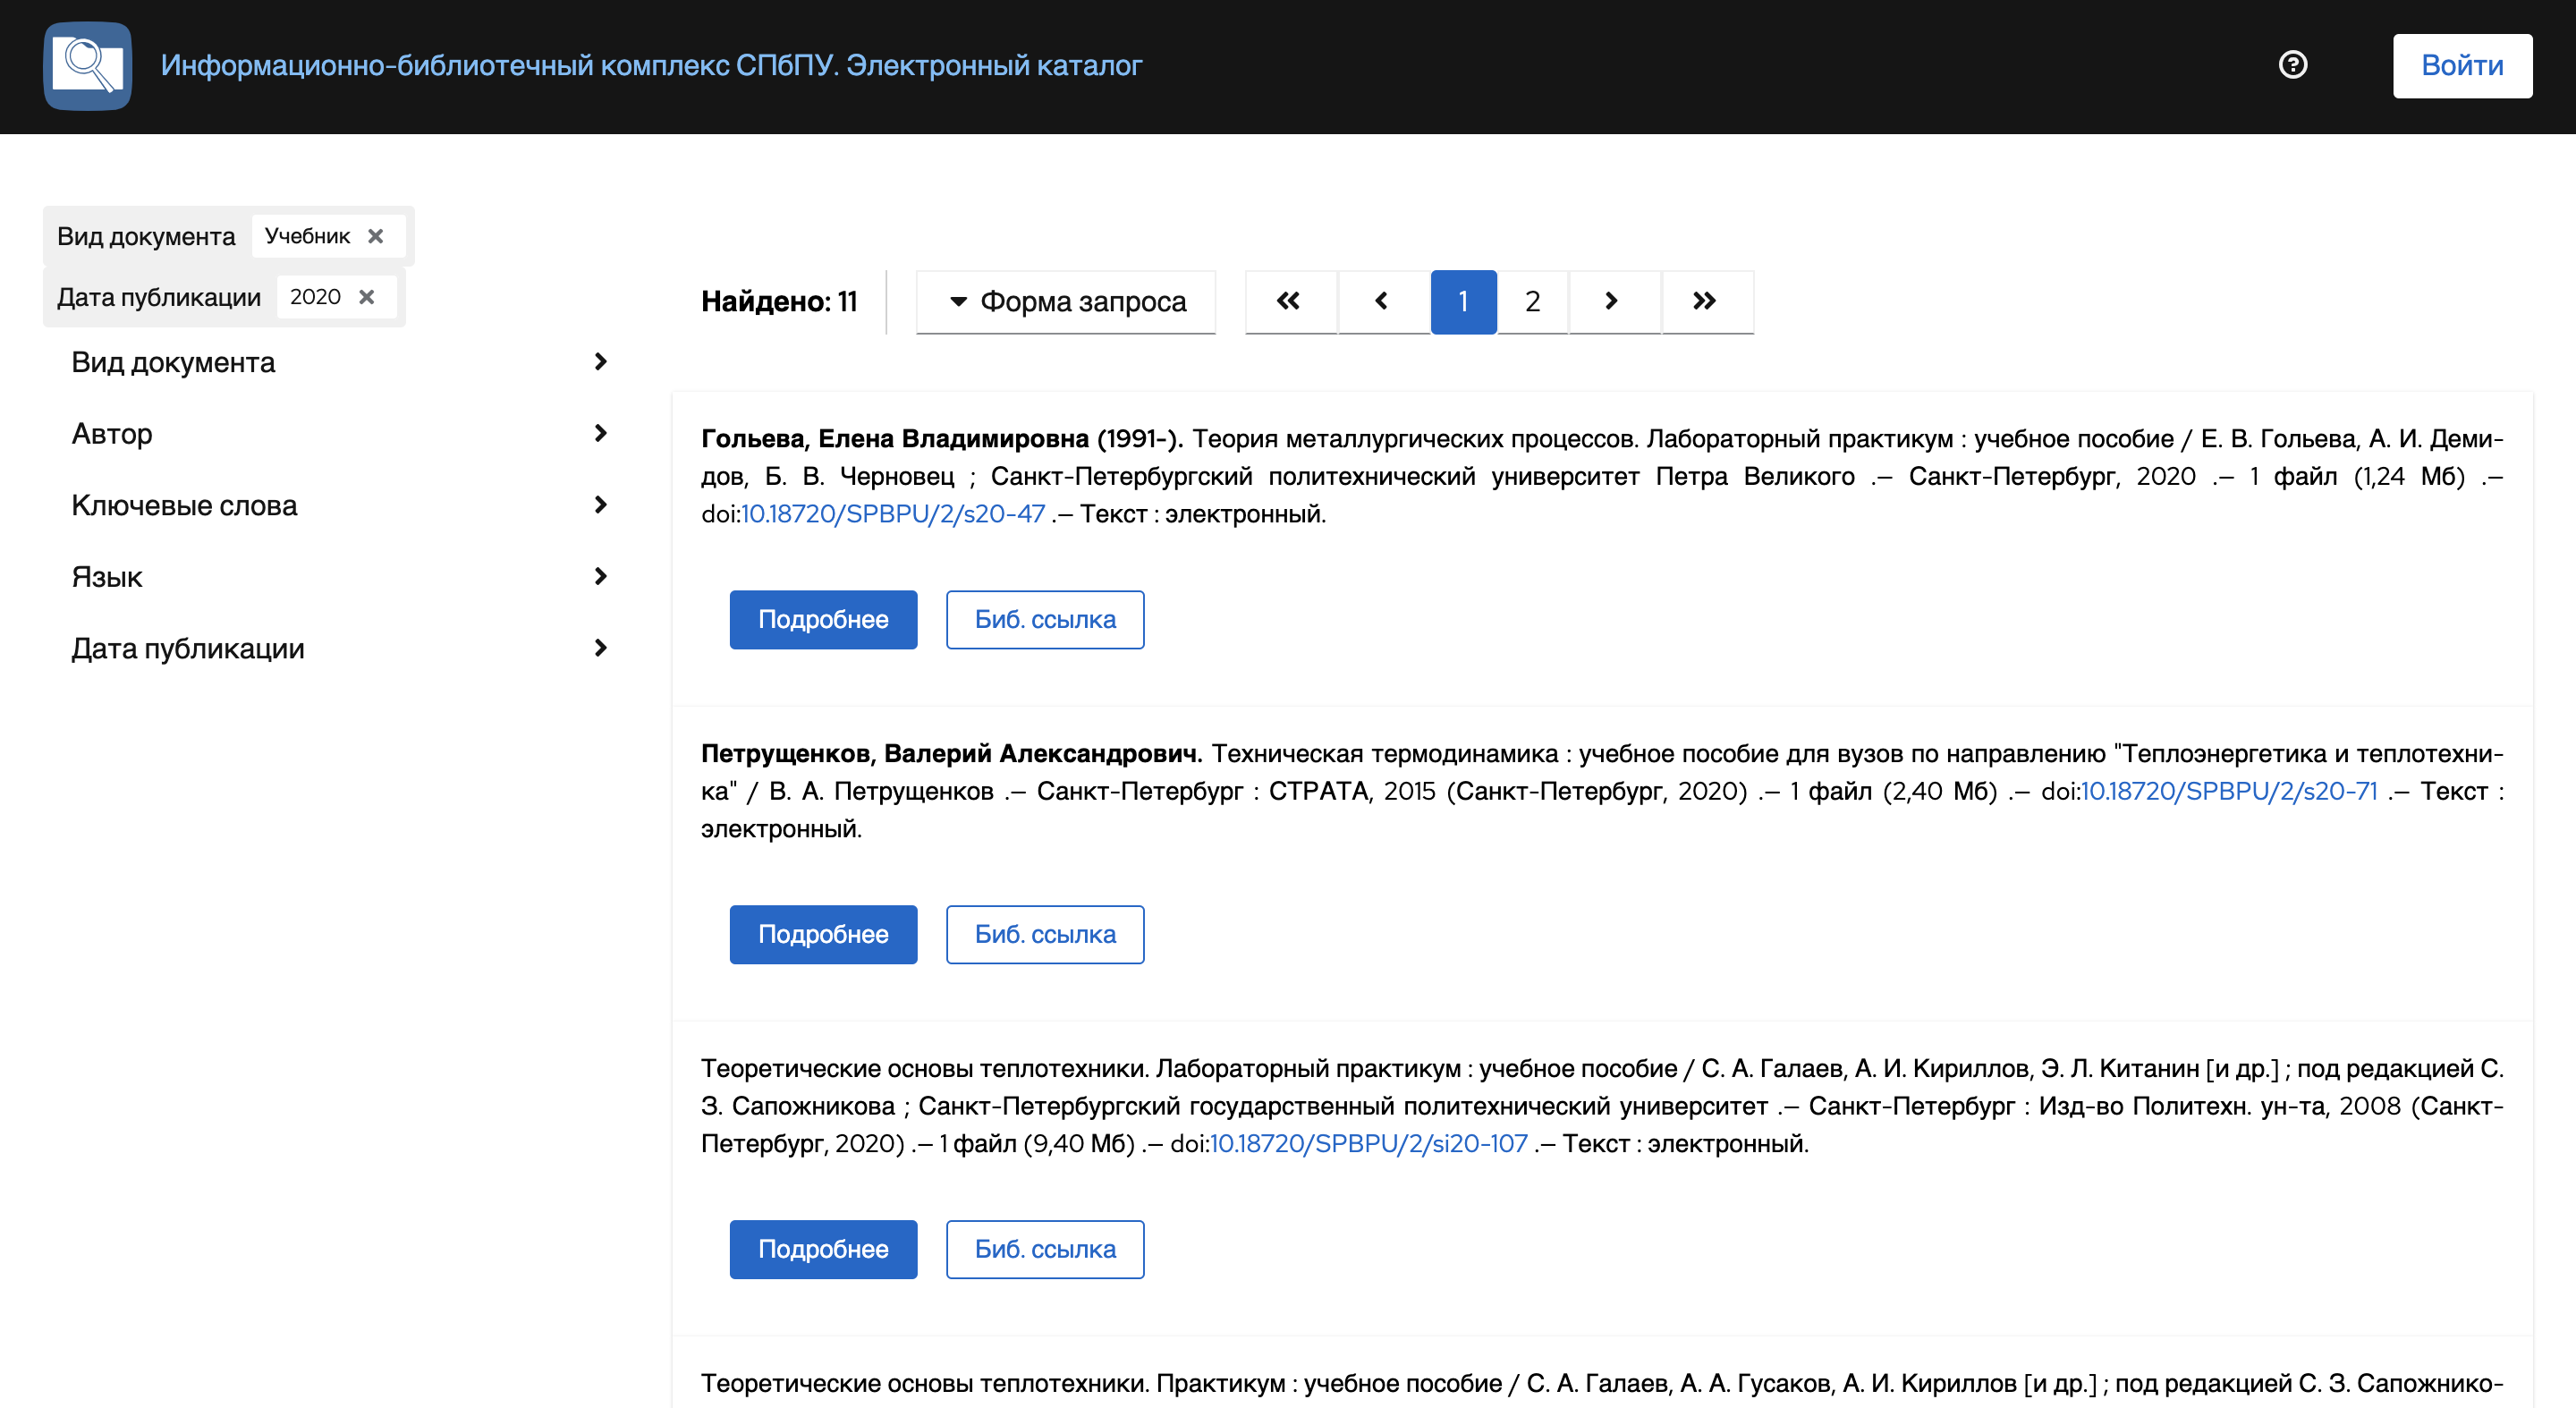 Информационно-библиотечный комплекс СПбПУ. Электронный каталог
Войти
Вид документа Учебник
Дата публикации 2020
Вид документа
Автор
Ключевые слова
Язык
Дата публикации
Найдено: 11
Форма запроса
1 2
Гольева, Елена Владимировна (1991-). Теория металлургических процессов. Лабораторный практикум : учебное пособие / Е. В. Гольева, А. И. Деми-
дов, Б. В. Черновец ; Санкт-Петербургский политехнический университет Петра Великого .— Санкт-Петербург, 2020 .— 1 файл (1,24 Мб) .—
doi:10.18720/SPBPU/2/s20-47 .— Текст : электронный.
Подробнее Биб. ссылка
Петрущенков, Валерий Александрович. Техническая термодинамика : учебное пособие для вузов по направлению "Теплоэнергетика и теплотехни-
ка" / В. А. Петрущенков .— Санкт-Петербург : СТРАТА, 2015 (Санкт-Петербург, 2020) .— 1 файл (2,40 Мб) .— doi:10.18720/SPBPU/2/s20-71 .— Текст :
электронный.
Подробнее Биб. ссылка
Теоретические основы теплотехники. Лабораторный практикум : учебное пособие / С. А. Галаев, А. И. Кириллов, Э. Л. Китанин [и др.] ; под редакцией С.
З. Сапожникова ; Санкт-Петербургский государственный политехнический университет .— Санкт-Петербург : Изд-во Политехн. ун-та, 2008 (Санкт-
Петербург, 2020) .— 1 файл (9,40 Мб) .— doi:10.18720/SPBPU/2/si20-107 .— Текст : электронный.
Подробнее Биб. ссылка
Теоретические основы теплотехники. Практикум : учебное пособие / С. А. Галаев, А. А. Гусаков, А. И. Кириллов [и др.] ; под редакцией С. З. Сапожнико-